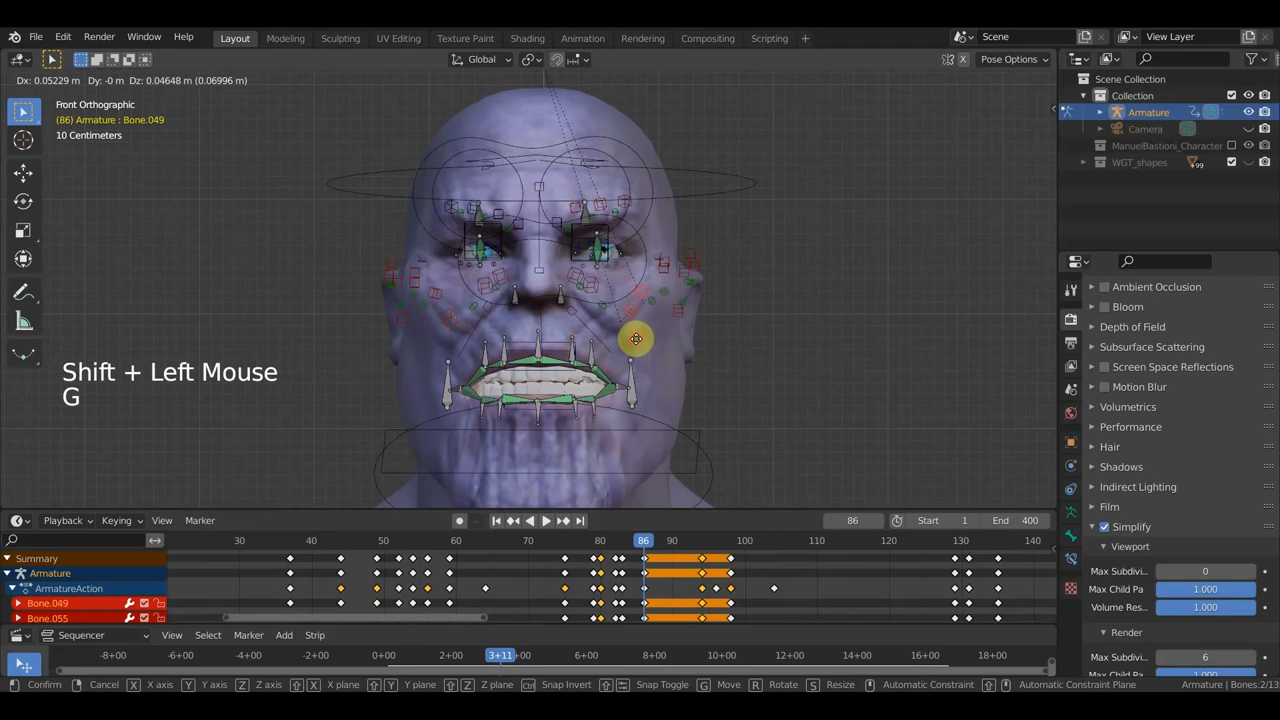 File Edit Render Window Help Layout Modeling Sculpting UV Editing Texture Paint Shading Animation Rendering Compositing Scripting + Scene View Layer
Global Pose Options
Dx: 0.05229 m Dy: -0 m Dz: 0.04648 m (0.06996 m)
Front Orthographic
(86) Armature : Bone.049
10 Centimeters
X
Scene Collection
Collection
Armature
Camera
ManuelBastioni_Character
WGT_shapes 99
Ambient Occlusion
Bloom
Depth of Field
Subsurface Scattering
Screen Space Reflections
Motion Blur
Volumetrics
Performance
Hair
Shadows
Indirect Lighting
Film
Simplify
Viewport
Max Subdivi 0
Max Child Pa 1.000
Volume Res... 1.000
Render
Max Subdivi... 6
Max Child Pa 1.000
Shift + Left Mouse
G
Playback Keying View Marker 86 Start 1 End 400
30 40 50 60 70 80 86 90 100 110 120 130 140
Summary
Armature
ArmatureAction
Bone.049
Bone.055
Sequencer View Select Marker Add Strip
-8+00 -6+00 -4+00 -2+00 0+00 2+00 3+11 6+00 8+00 10+00 12+00 14+00 16+00 18+00
Confirm Cancel X X axis Y Y axis Z Z axis X X plane Y Y plane Z Z plane Ctrl Snap Invert Snap Toggle G Move R Rotate S Resize Automatic Constraint Automatic Constraint Plane Armature | Bones:2/13